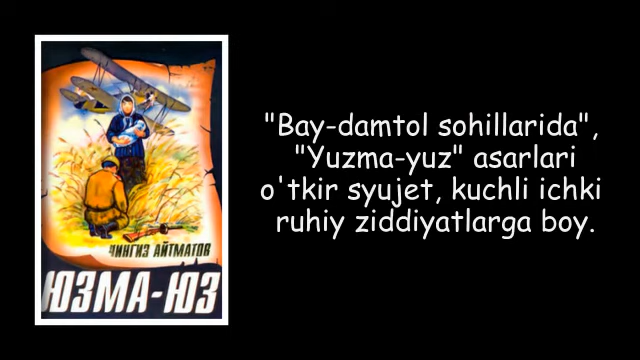 ЧИНГИЗ АЙТМАТОВ
ЮЗМА-ЮЗ
"Bay-damtol sohillarida",
"Yuzma-yuz" asarlari
o'tkir syujet, kuchli ichki
ruhiy ziddiyatlarga boy.